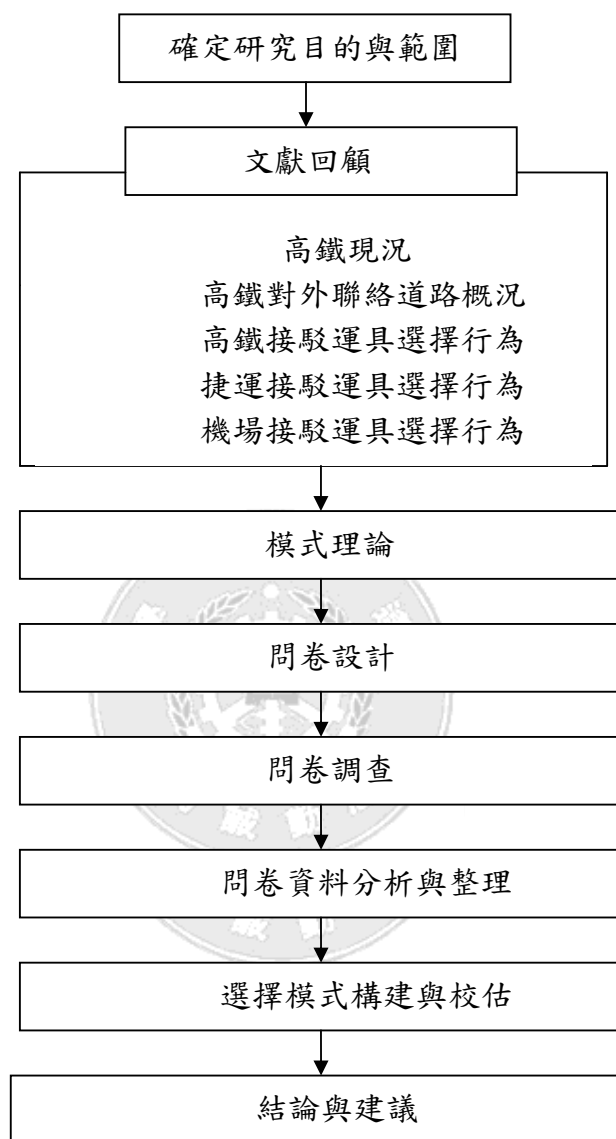 確定研究目的與範圍
文獻回顧
高鐵現況
高鐵對外聯絡道路概況
高鐵接駁運具選擇行為
捷運接駁運具選擇行為
機場接駁運具選擇行為
模式理論
問卷設計
問卷調查
問卷資料分析與整理
選擇模式構建與校估
結論與建議